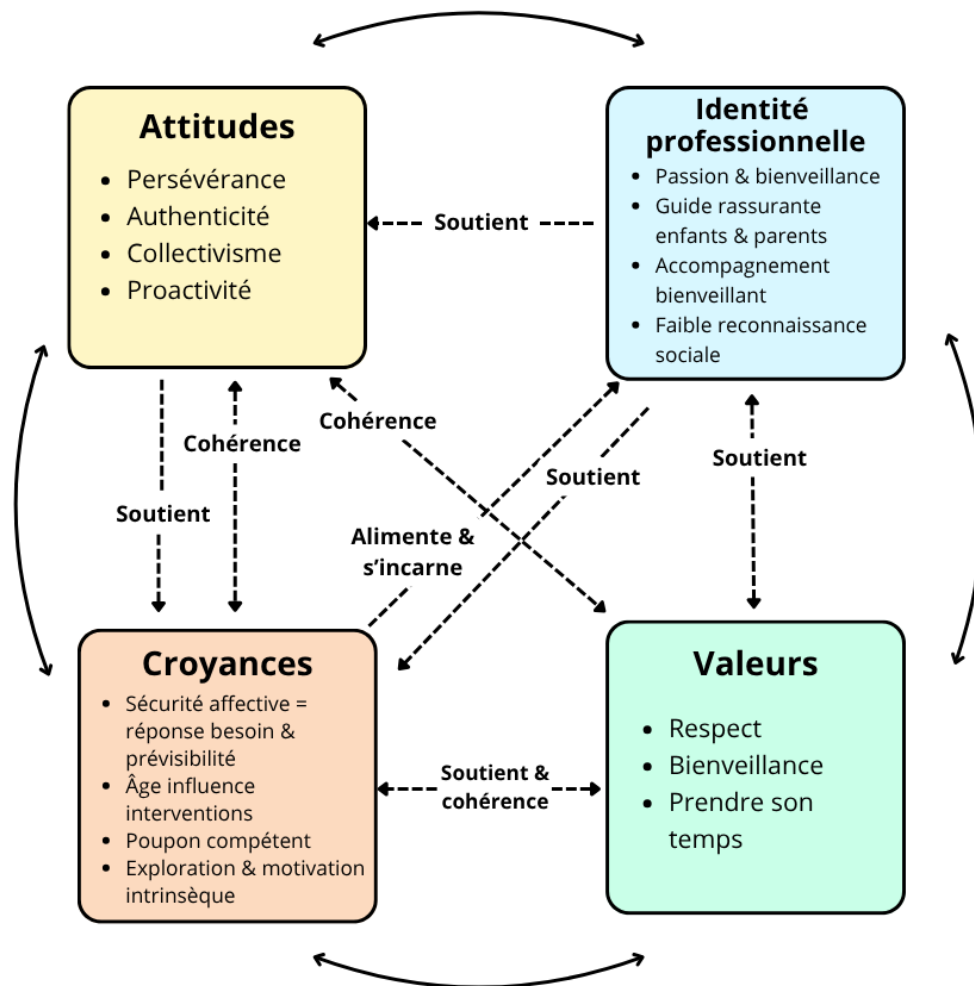 Attitudes
• Persévérance
• Authenticité
• Collectivisme
• Proactivité
Identité
professionnelle
• Passion & bienveillance
• Guide rassurante
enfants & parents
• Accompagnement
bienveillant
• Faible reconnaissance
sociale
Soutient
Cohérence
Cohérence
Soutient
Soutient
Soutient
Alimente &
s’incarne
Croyances
• Sécurité affective =
réponse besoin &
prévisibilité
• Âge influence
interventions
• Poupon compétent
• Exploration & motivation
intrinsèque
Soutient &
cohérence
Valeurs
• Respect
• Bienveillance
• Prendre son
temps